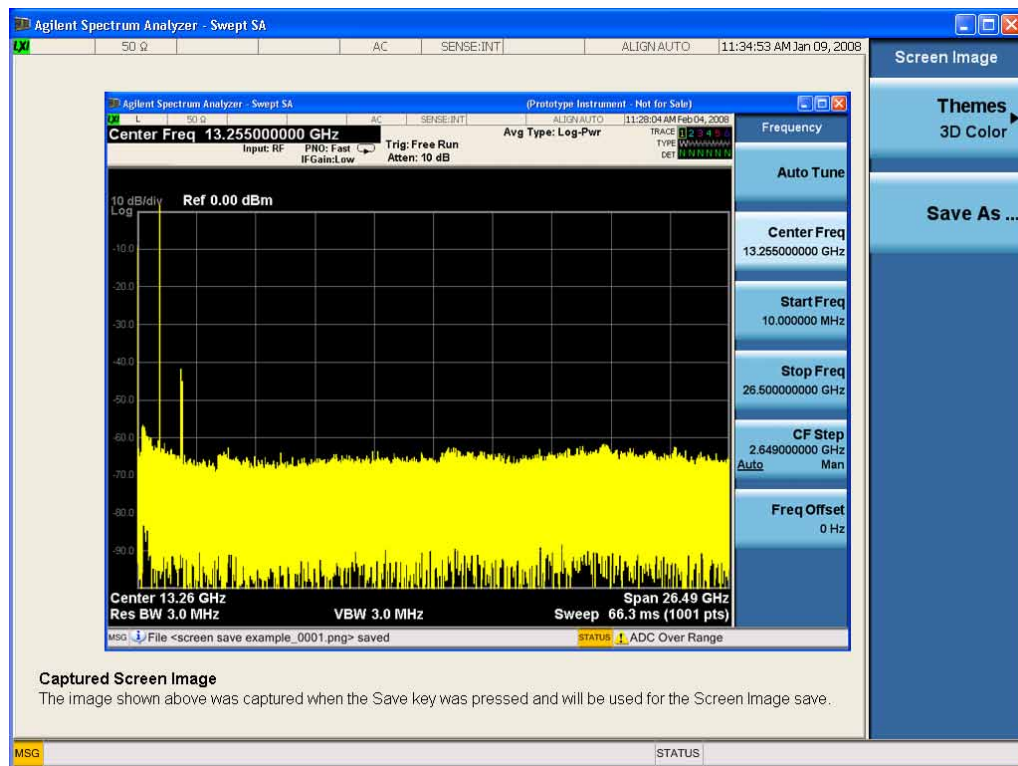 Agilent Spectrum Analyzer - Swept SA
LXI 50 Ω AC SENSE:INT ALIGN AUTO 11:34:53 AM Jan 09, 2008
Screen Image
Themes
3D Color
Save As ...
Agilent Spectrum Analyzer - Swept SA (Prototype Instrument - Not for Sale)
LXI L 50 Ω AC SENSE:INT ALIGNAUTO 11:28:04 AM Feb 04, 2008
Center Freq 13.255000000 GHz
Input: RF PNO: Fast
IFGain:Low
Trig: Free Run
Atten: 10 dB
Avg Type: Log-Pwr
TRACE 1 2 3 4 5 6
TYPE
DET N N N N N N
10 dB/div Ref 0.00 dBm
Log
-10.0
-20.0
-30.0
-40.0
-50.0
-60.0
-70.0
-80.0
-90.0
Center 13.26 GHz Span 26.49 GHz
Res BW 3.0 MHz VBW 3.0 MHz Sweep 66.3 ms (1001 pts)
MSG File <screen save example_0001.png> saved STATUS ADC Over Range
Frequency
Auto Tune
Center Freq
13.255000000 GHz
Start Freq
10.000000 MHz
Stop Freq
26.500000000 GHz
CF Step
2.649000000 GHz
Auto Man
Freq Offset
0 Hz
Captured Screen Image
The image shown above was captured when the Save key was pressed and will be used for the Screen Image save.
MSG STATUS